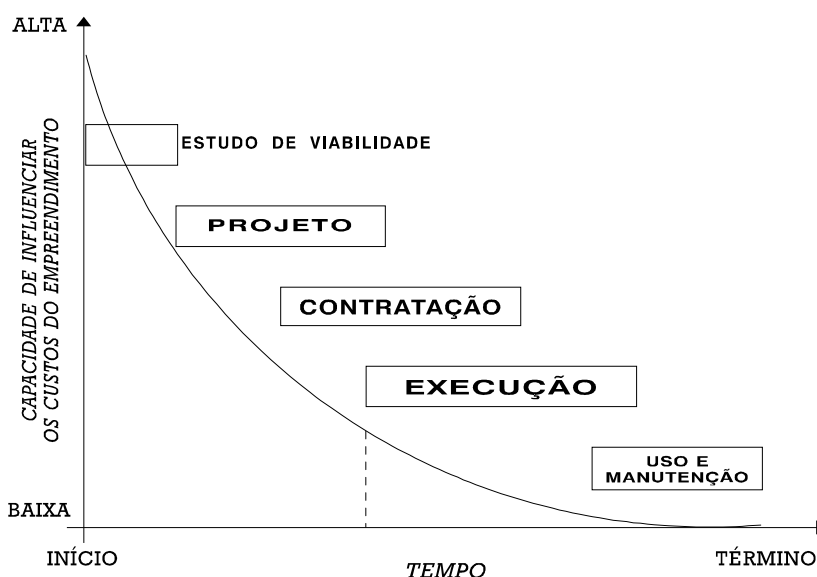 ALTA
CAPACIDADE DE INFLUENCIAR
OS CUSTOS DO EMPREENDIMENTO
ESTUDO DE VIABILIDADE
PROJETO
CONTRATAÇÃO
EXECUÇÃO
USO E
MANUTENÇÃO
BAIXA
INÍCIO
TEMPO
TÉRMINO